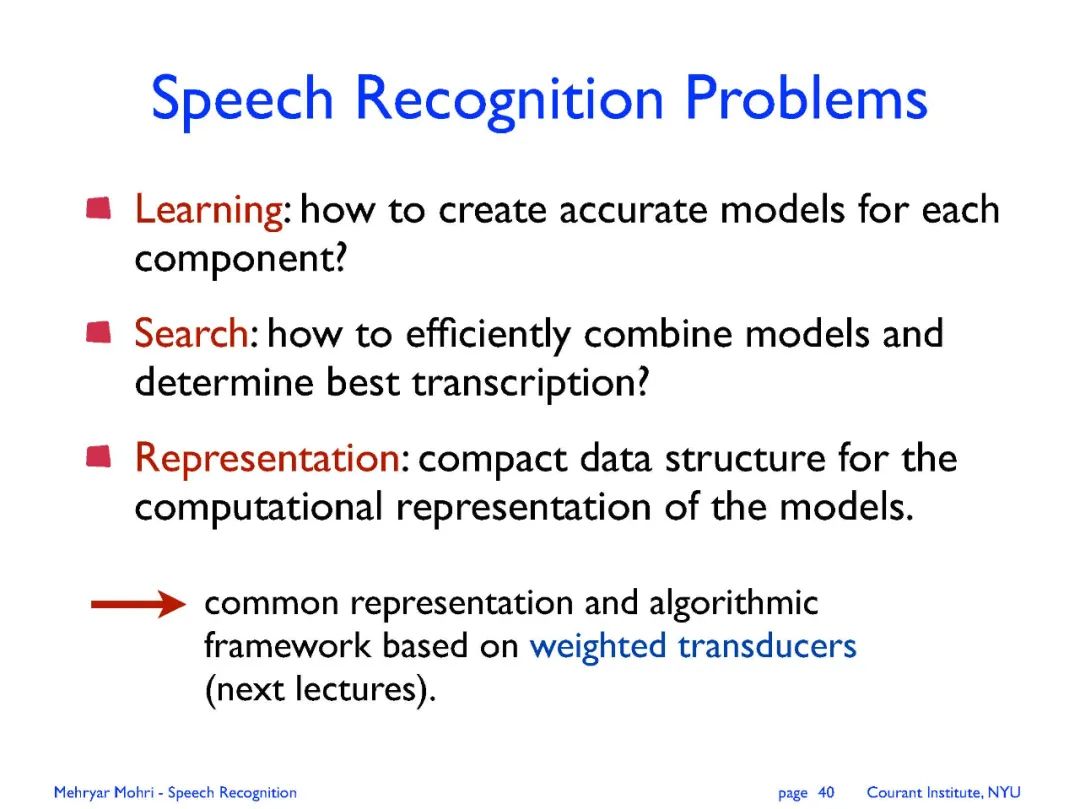 Speech Recognition Problems
Learning: how to create accurate models for each
component?
Search: how to efficiently combine models and
determine best transcription?
Representation: compact data structure for the
computational representation of the models.
common representation and algorithmic
framework based on weighted transducers
(next lectures).
Mehryar Mohri - Speech Recognition page 40 Courant Institute, NYU